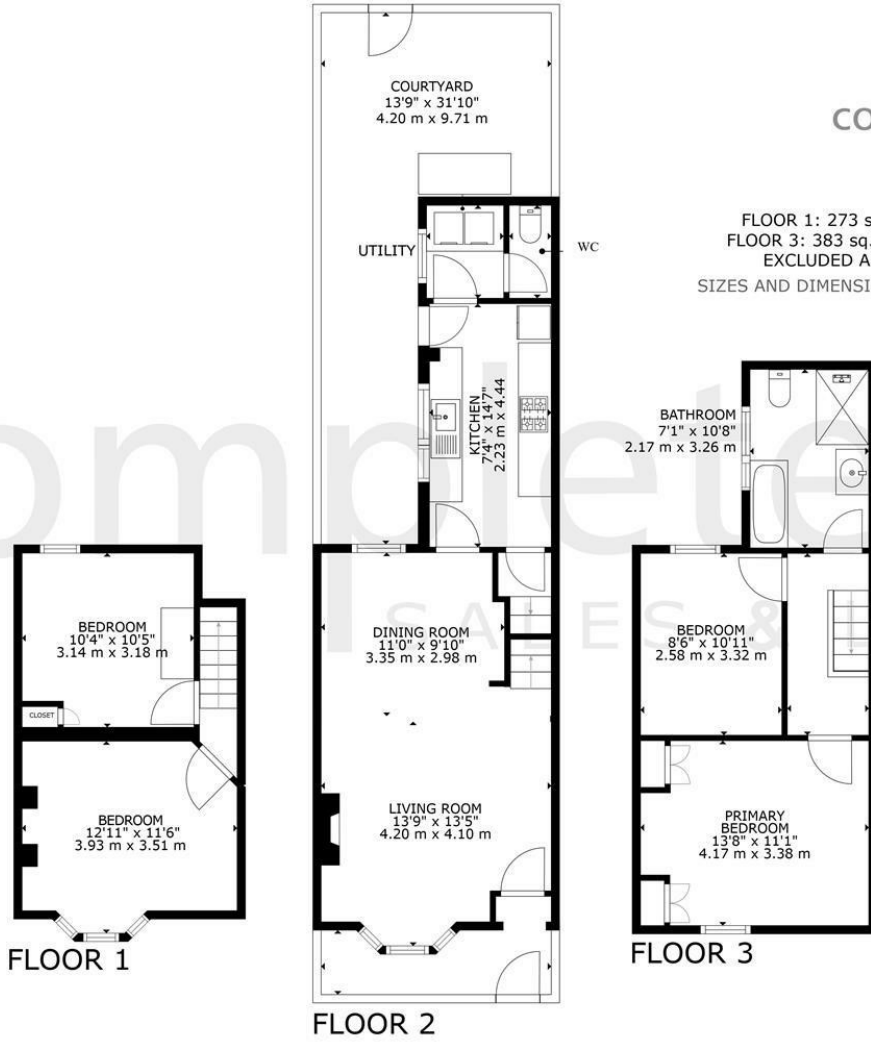 COURTYARD
13'9" x 31'10"
4.20 m x 9.71 m
CO
FLOOR 1: 273 s
FLOOR 3: 383 sq.
EXCLUDED A
SIZES AND DIMENSI
UTILITY
WC
KITCHEN
7'4" x 14'7"
2.23 m x 4.44
BATHROOM
7'1" x 10'8"
2.17 m x 3.26 m
omplete
SALES &
BEDROOM
10'4" x 10'5"
3.14 m x 3.18 m
CLOSET
BEDROOM
12'11" x 11'6"
3.93 m x 3.51 m
FLOOR 1
DINING ROOM
11'0" x 9'10"
3.35 m x 2.98 m
LIVING ROOM
13'9" x 13'5"
4.20 m x 4.10 m
FLOOR 2
BEDROOM
8'6" x 10'11"
2.58 m x 3.32 m
PRIMARY
BEDROOM
13'8" x 11'1"
4.17 m x 3.38 m
FLOOR 3